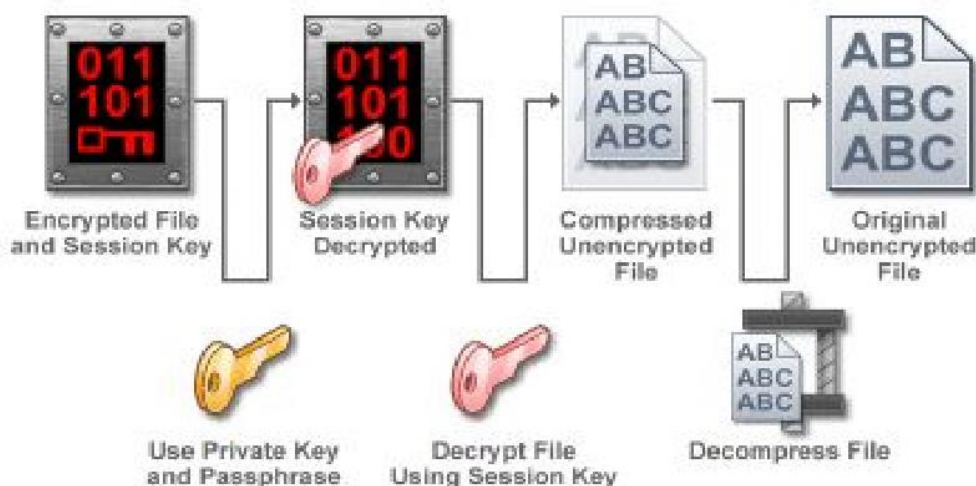 011
101
011
101
100
AB
ABC
ABC
AB
ABC
ABC
Encrypted File
and Session Key
Session Key
Decrypted
Compressed
Unencrypted
File
Original
Unencrypted
File
AB
ABC
ABC
Use Private Key
and Passphrase
Decrypt File
Using Session Key
Decompress File